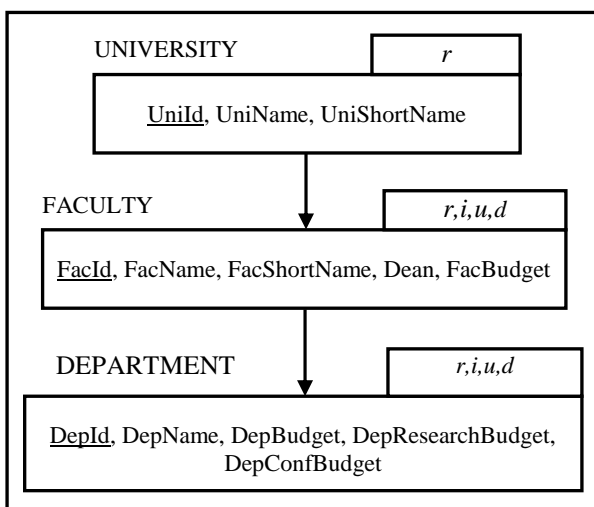 UNIVERSITY
r
UniId, UniName, UniShortName
FACULTY
r,i,u,d
FacId, FacName, FacShortName, Dean, FacBudget
DEPARTMENT
r,i,u,d
DepId, DepName, DepBudget, DepResearchBudget,
DepConfBudget